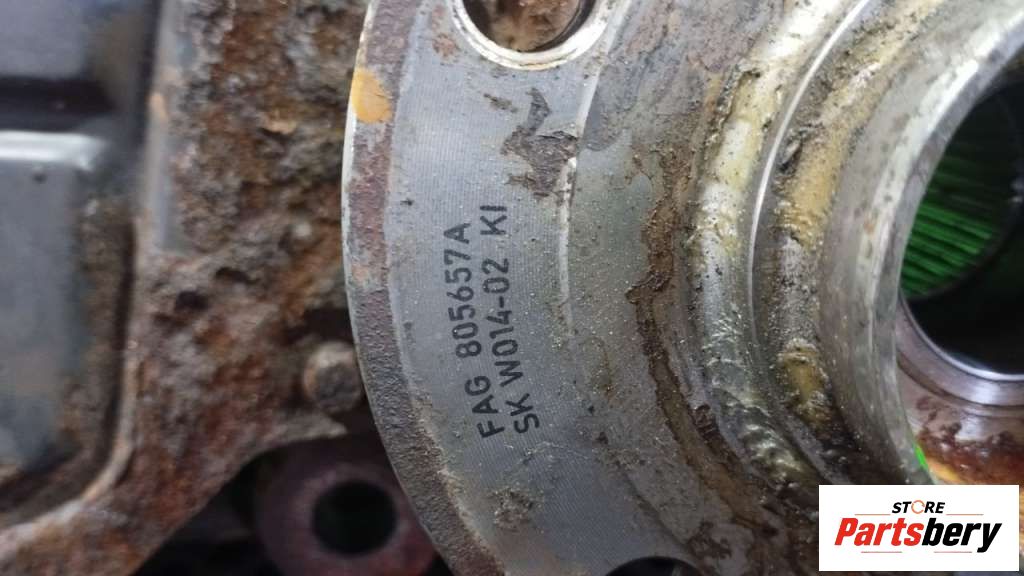 FAG 805657A
SK W014-02 KI
STORE
Partsbery